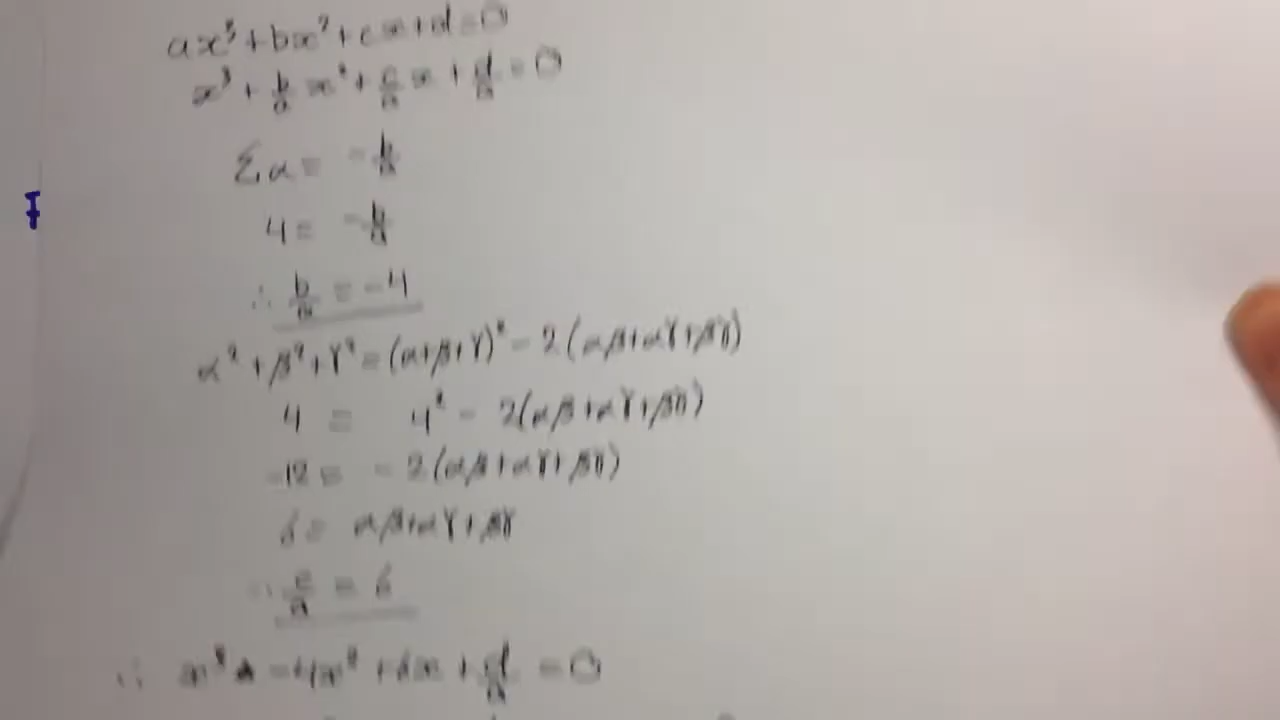 ax³+bx²+cx+d=0
x³+b/a x²+c/a x+d/a=0
Σα= -b/a
4= -b/a
∴ b/a = -4
α²+β²+γ²=(α+β+γ)²-2(αβ+αγ+βγ)
4 = 4²-2(αβ+αγ+βγ)
-12= -2(αβ+αγ+βγ)
6= αβ+αγ+βγ
∴ c/a = 6
∴ x³-4x²+6x+d/a=0